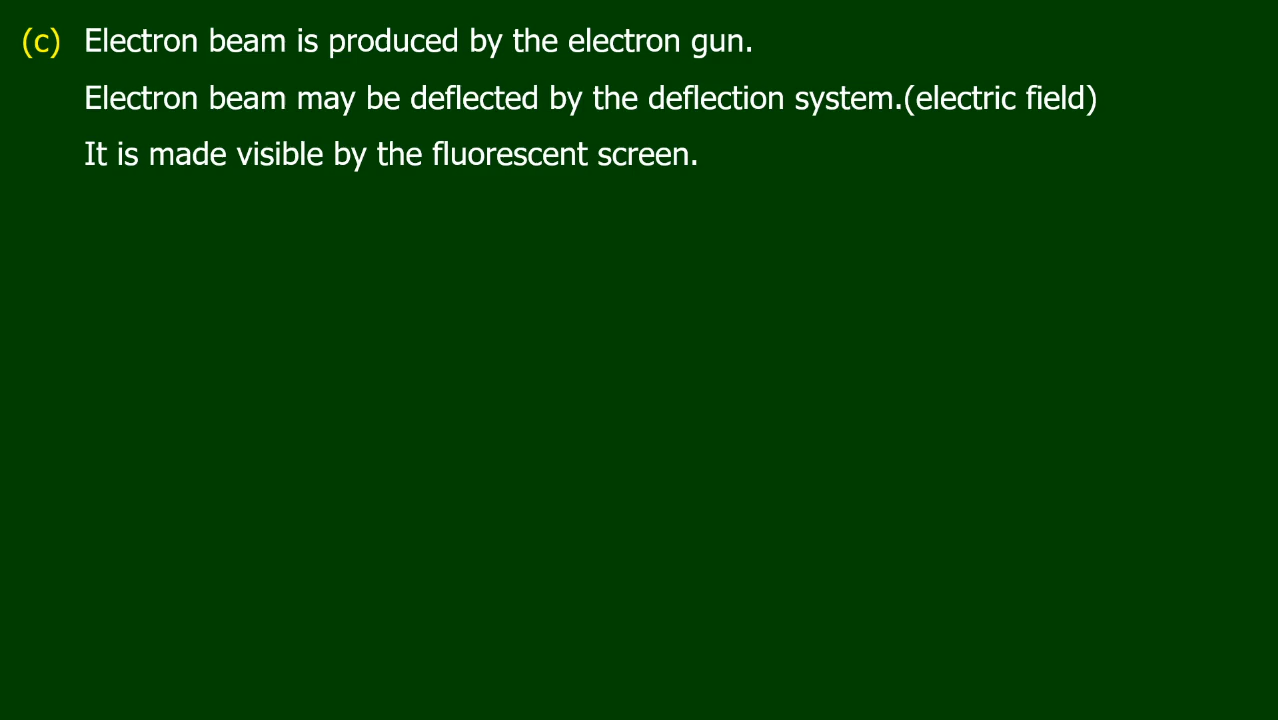 (c) Electron beam is produced by the electron gun.
Electron beam may be deflected by the deflection system.(electric field)
It is made visible by the fluorescent screen.